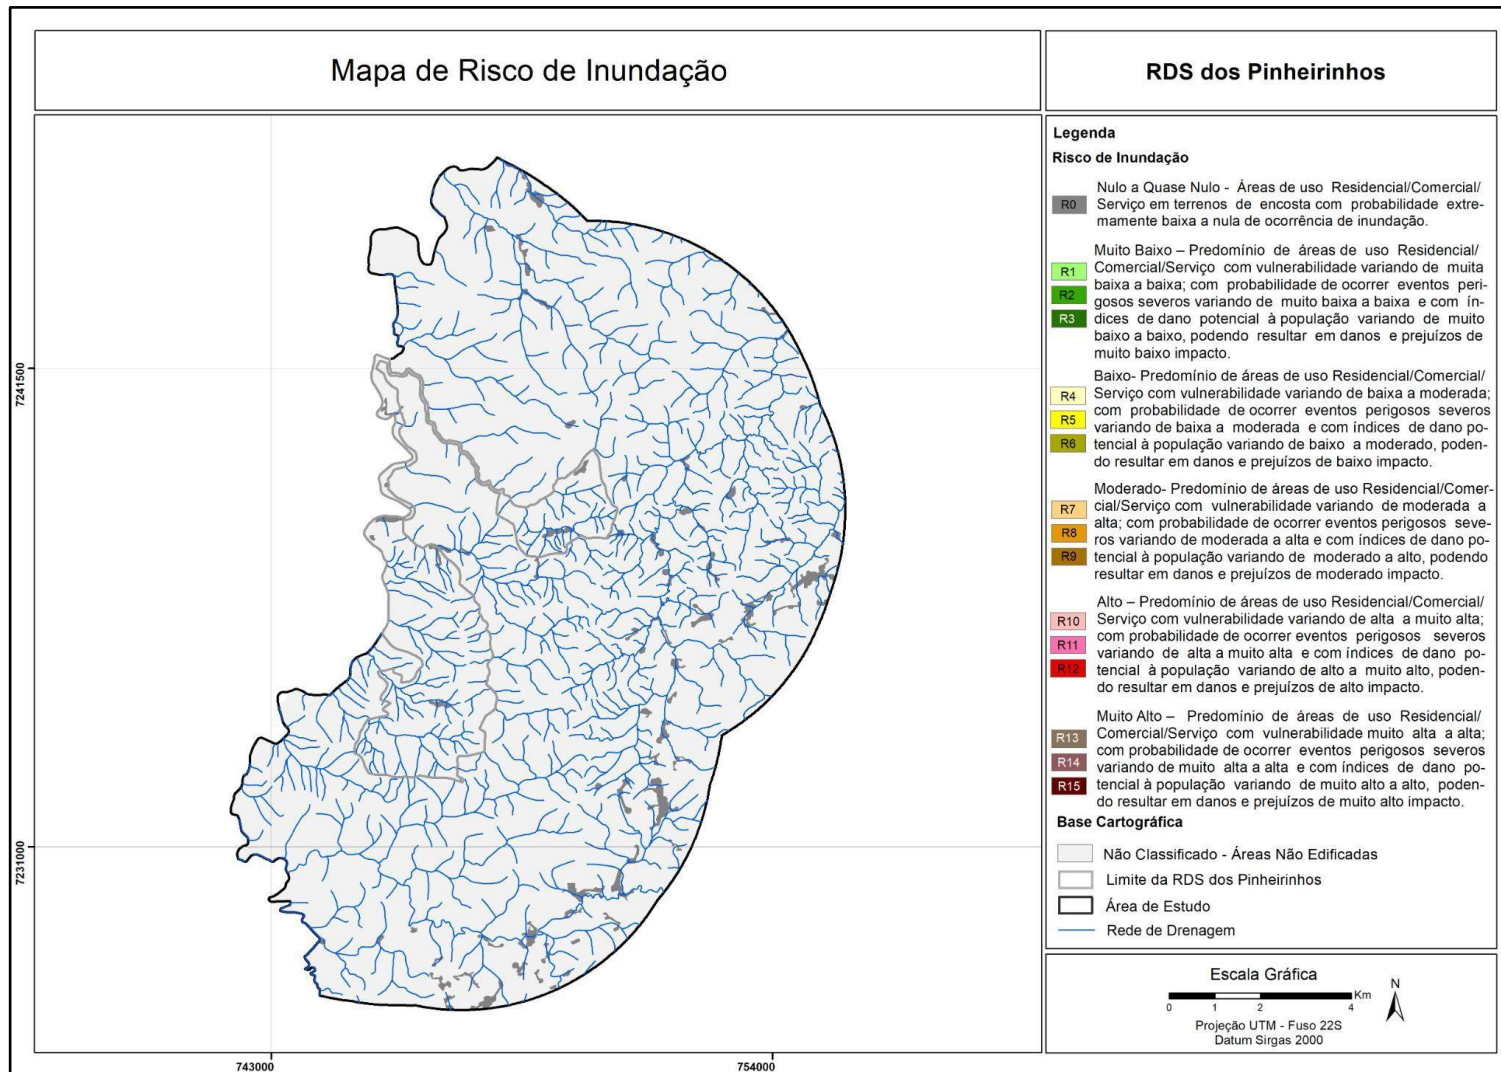 Mapa de Risco de Inundação
RDS dos Pinheirinhos
Legenda
Risco de Inundação
R0
Nulo a Quase Nulo - Áreas de uso Residencial/Comercial/
Serviço em terrenos de encosta com probabilidade extre-
mamente baixa a nula de ocorrência de inundação.
R1
R2
R3
Muito Baixo – Predomínio de áreas de uso Residencial/
Comercial/Serviço com vulnerabilidade variando de muita
baixa a baixa; com probabilidade de ocorrer eventos peri-
gosos severos variando de muito baixa a baixa e com ín-
dices de dano potencial à população variando de muito
baixo a baixo, podendo resultar em danos e prejuízos de
muito baixo impacto.
R4
R5
R6
Baixo- Predomínio de áreas de uso Residencial/Comercial/
Serviço com vulnerabilidade variando de baixa a moderada;
com probabilidade de ocorrer eventos perigosos severos
variando de baixa a moderada e com índices de dano po-
tencial à população variando de baixo a moderado, poden-
do resultar em danos e prejuízos de baixo impacto.
R7
R8
R9
Moderado- Predomínio de áreas de uso Residencial/Comer-
cial/Serviço com vulnerabilidade variando de moderada a
alta; com probabilidade de ocorrer eventos perigosos seve-
ros variando de moderada a alta e com índices de dano po-
tencial à população variando de moderado a alto, podendo
resultar em danos e prejuízos de moderado impacto.
R10
R11
R12
Alto – Predomínio de áreas de uso Residencial/Comercial/
Serviço com vulnerabilidade variando de alta a muito alta;
com probabilidade de ocorrer eventos perigosos severos
variando de alta a muito alta e com índices de dano po-
tencial à população variando de alto a muito alto, poden-
do resultar em danos e prejuízos de alto impacto.
R13
R14
R15
Muito Alto – Predomínio de áreas de uso Residencial/
Comercial/Serviço com vulnerabilidade muito alta a alta;
com probabilidade de ocorrer eventos perigosos severos
variando de muito alta a alta e com índices de dano po-
tencial à população variando de muito alto a alto, poden-
do resultar em danos e prejuízos de muito alto impacto.
Base Cartográfica
Não Classificado - Áreas Não Edificadas
Limite da RDS dos Pinheirinhos
Área de Estudo
Rede de Drenagem
Escala Gráfica
Km
0 1 2 4
N
Projeção UTM - Fuso 22S
Datum Sirgas 2000
7241500
7231000
743000
754000